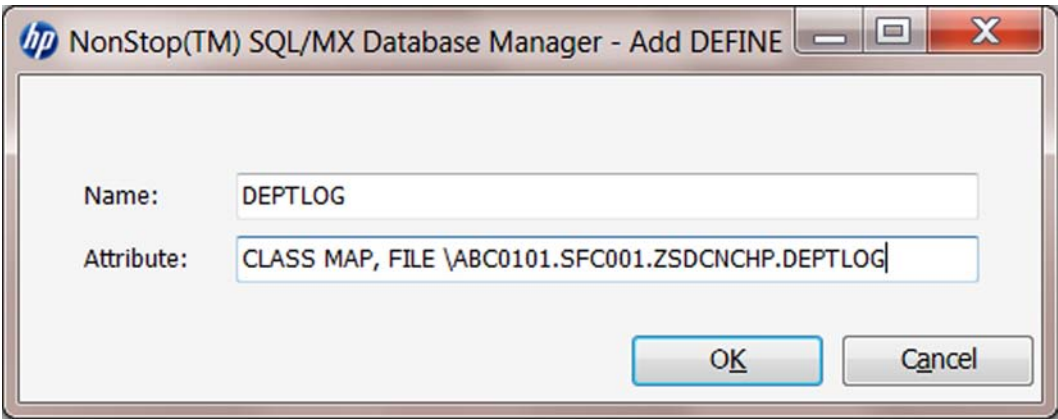 hp NonStop(TM) SQL/MX Database Manager - Add DEFINE
Name: DEPTLOG
Attribute: CLASS MAP, FILE \ABC0101.SFC001.ZSDCNCHP.DEPTLOG
OK Cancel